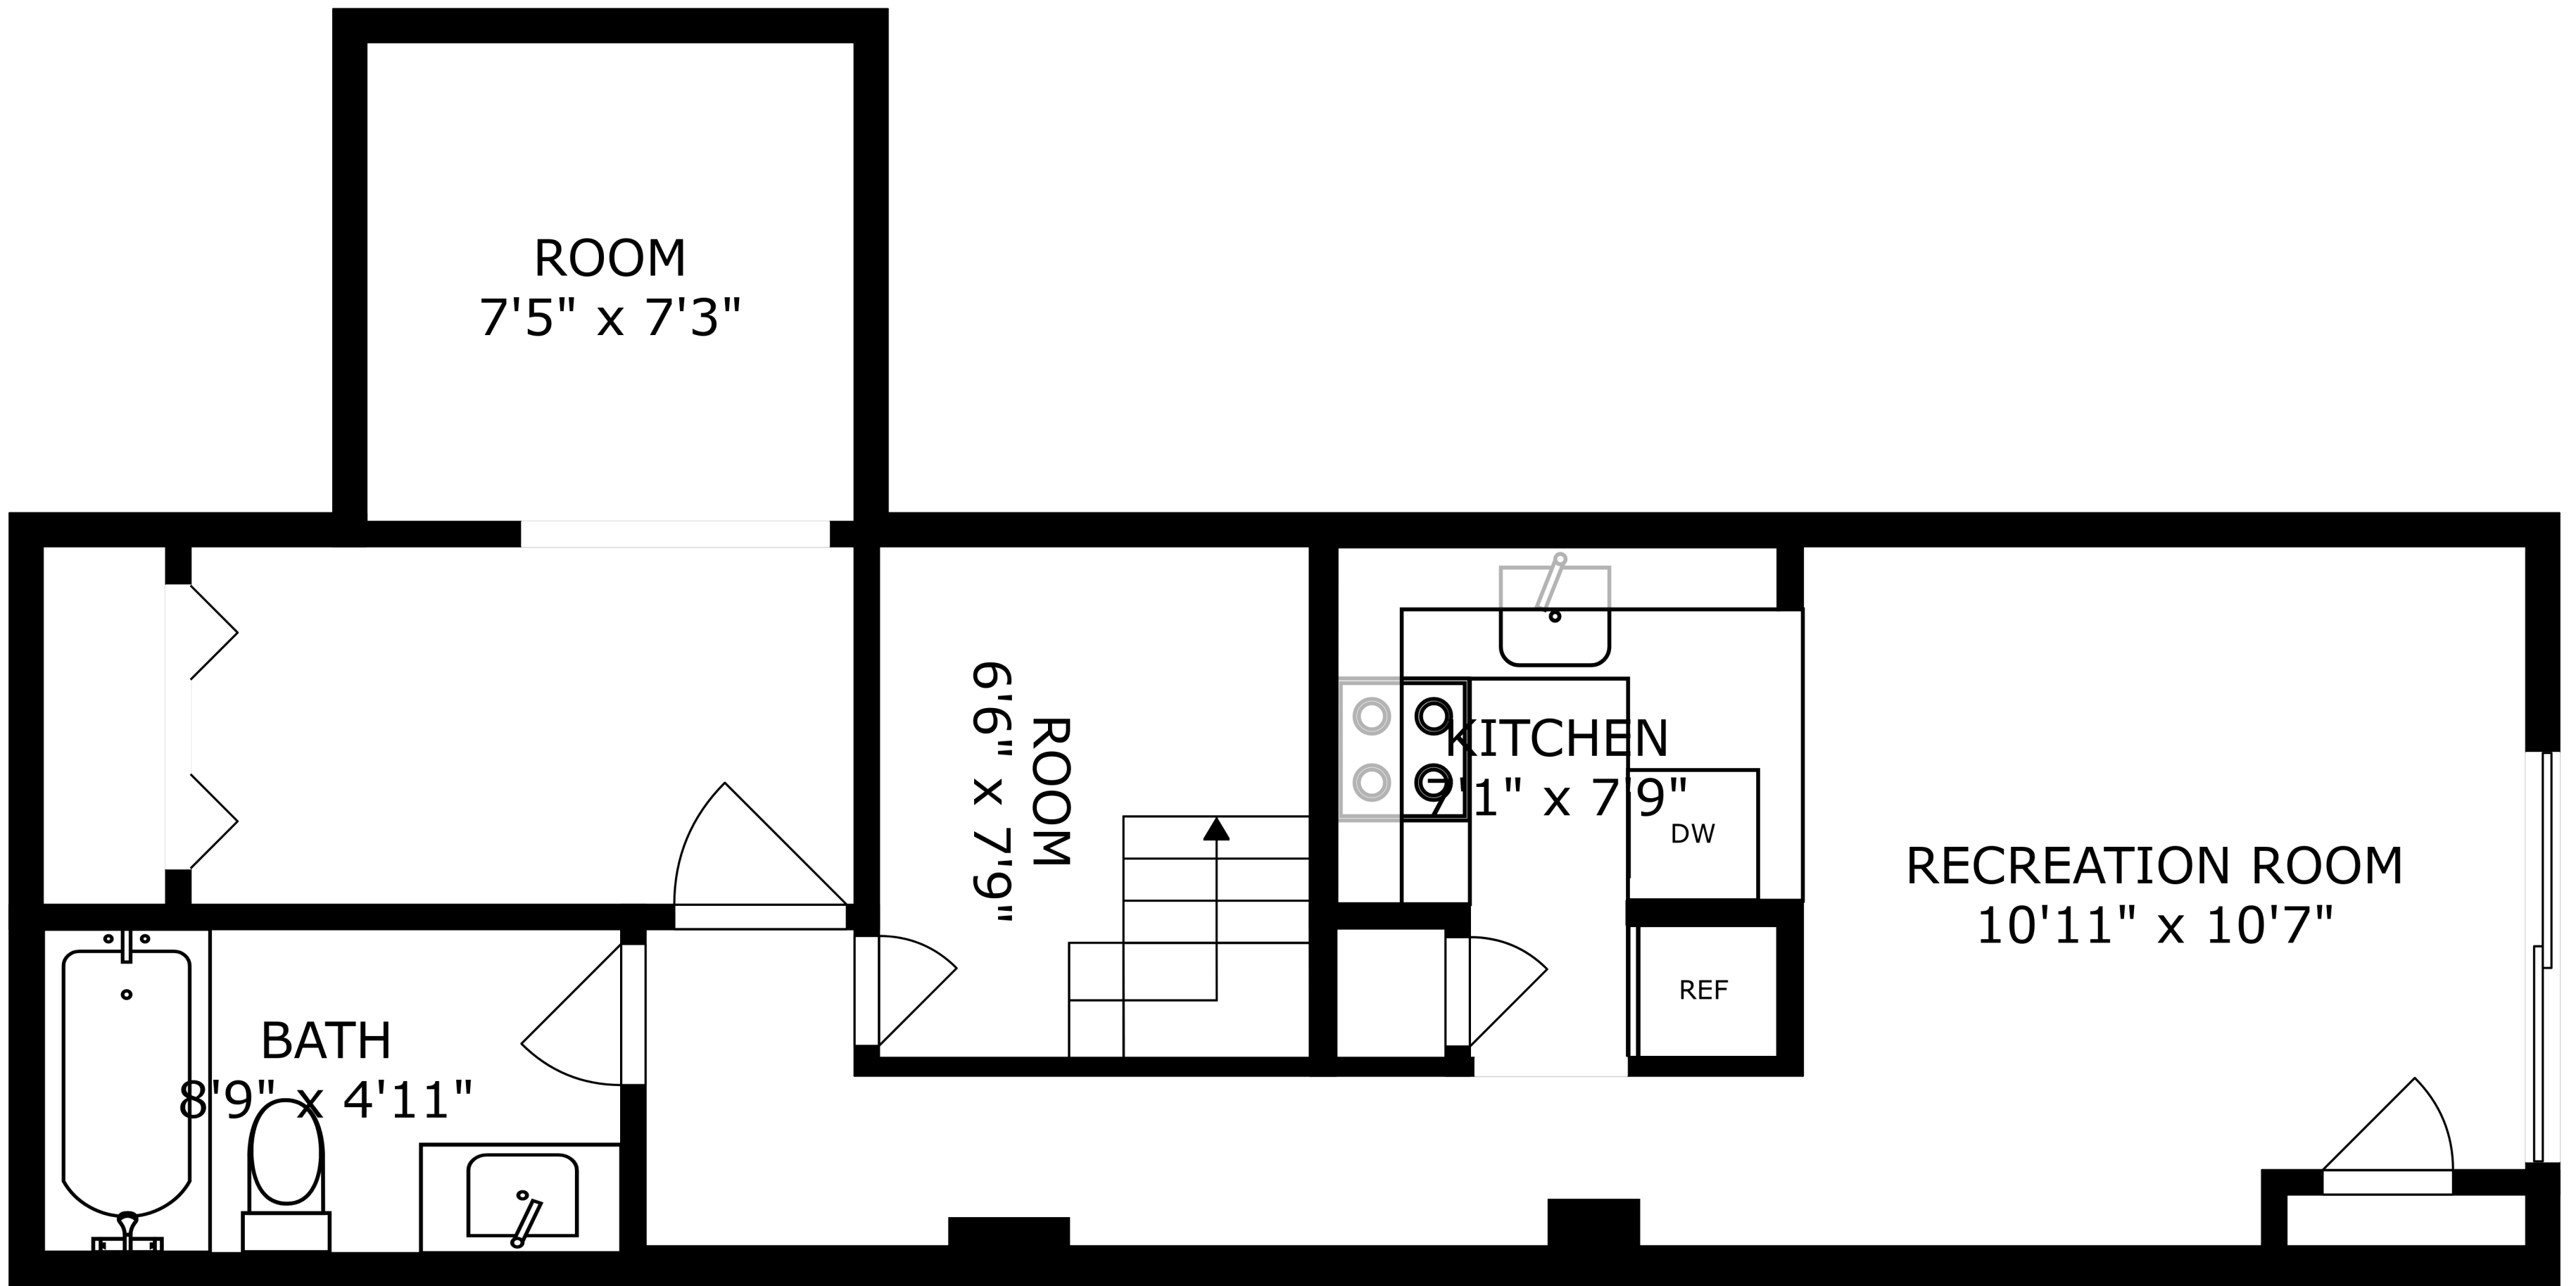 ROOM
7'5" x 7'3"
ROOM
6'6" x 7'9"
KITCHEN
7'1" x 7'9"
DW
REF
RECREATION ROOM
10'11" x 10'7"
BATH
8'9" x 4'11"